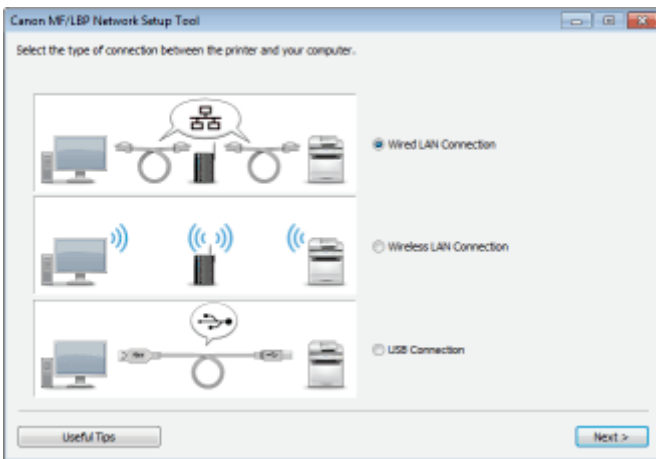 Canon MF/LBP Network Setup Tool
Select the type of connection between the printer and your computer.
Wired LAN Connection
Wireless LAN Connection
USB Connection
Useful Tips
Next >